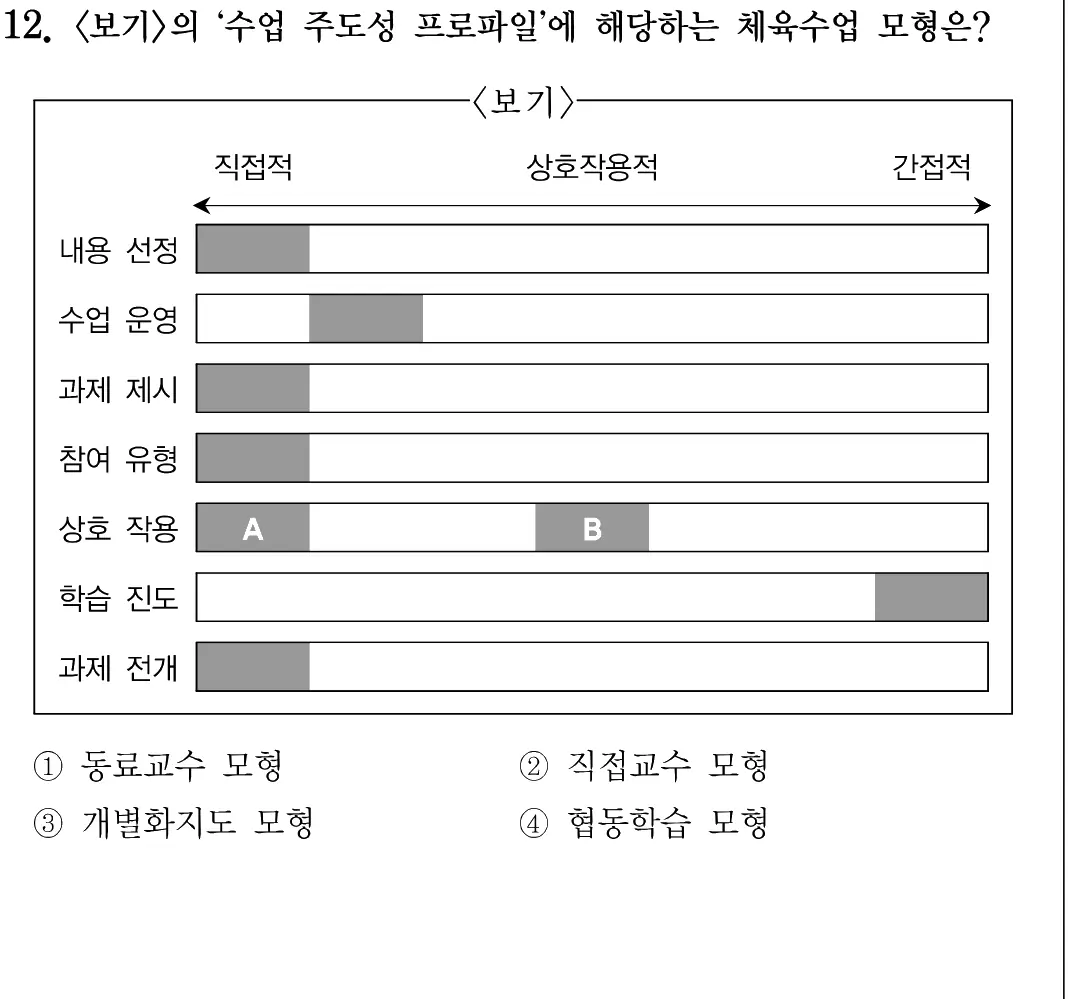 12. 〈보기〉의 ‘수업 주도성 프로파일’에 해당하는 체육수업 모형은?
〈보기〉
직접적 상호작용적 간접적
내용 선정
수업 운영
과제 제시
참여 유형
상호 작용 A B
학습 진도
과제 전개
① 동료교수 모형 ② 직접교수 모형
③ 개별화지도 모형 ④ 협동학습 모형